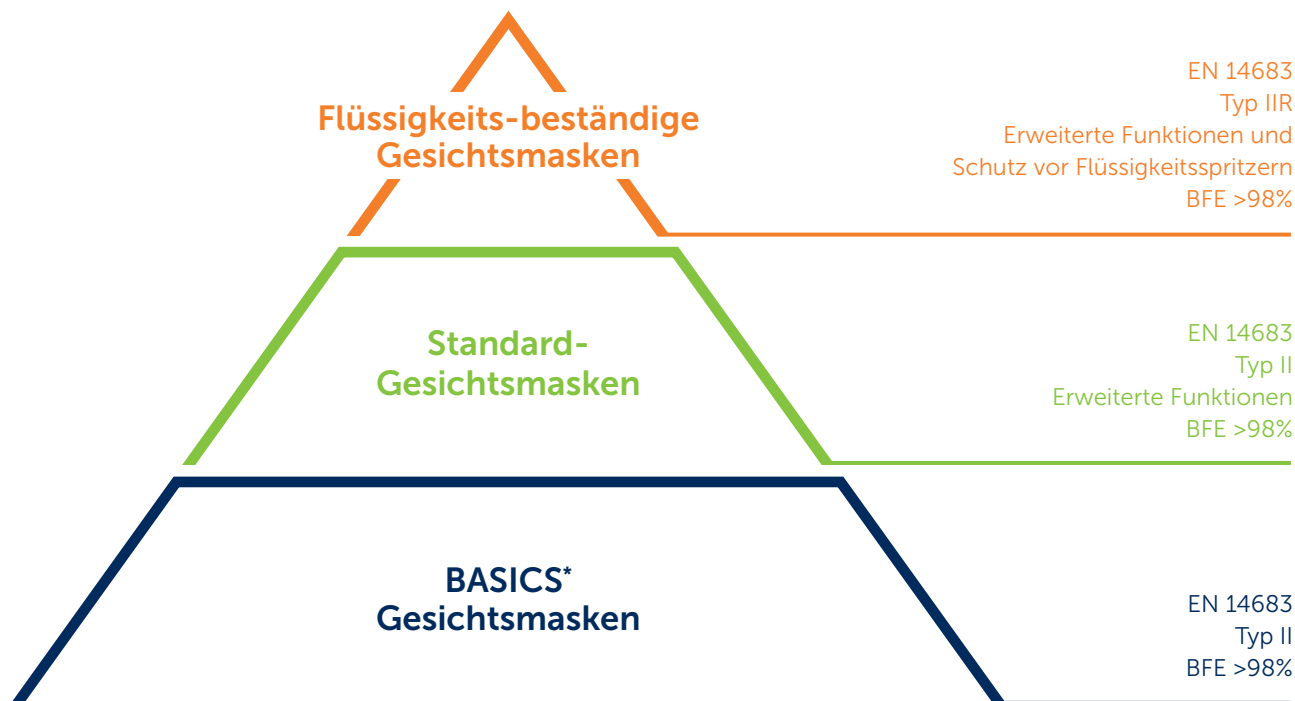 Flüssigkeits-beständige
Gesichtsmasken
EN 14683
Typ IIR
Erweiterte Funktionen und
Schutz vor Flüssigkeitsspritzern
BFE >98%
Standard-
Gesichtsmasken
EN 14683
Typ II
Erweiterte Funktionen
BFE >98%
BASICS*
Gesichtsmasken
EN 14683
Typ II
BFE >98%